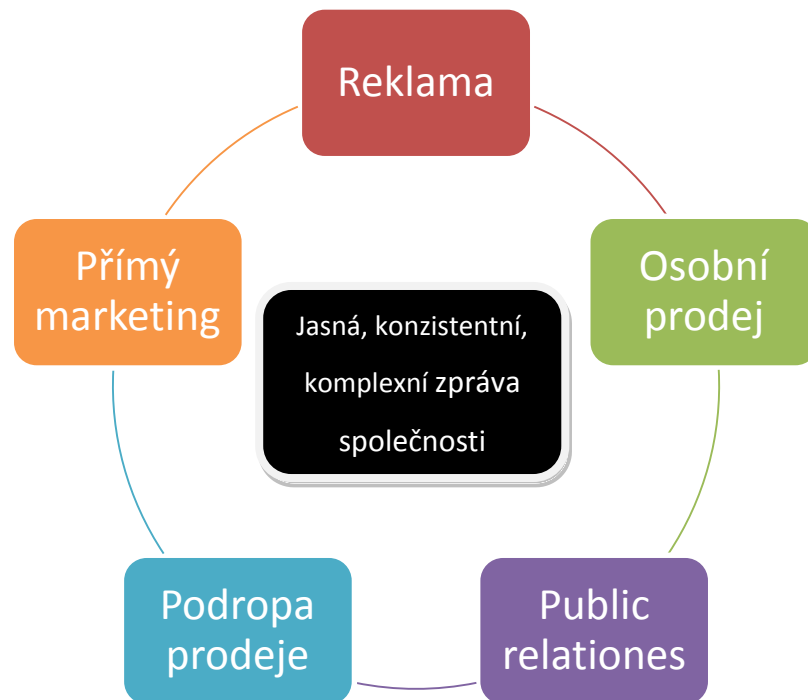 Reklama
Přímý
marketing
Osobní
prodej
Jasná, konzistentní,
komplexní zpráva
společnosti
Podropa
prodeje
Public
relationes